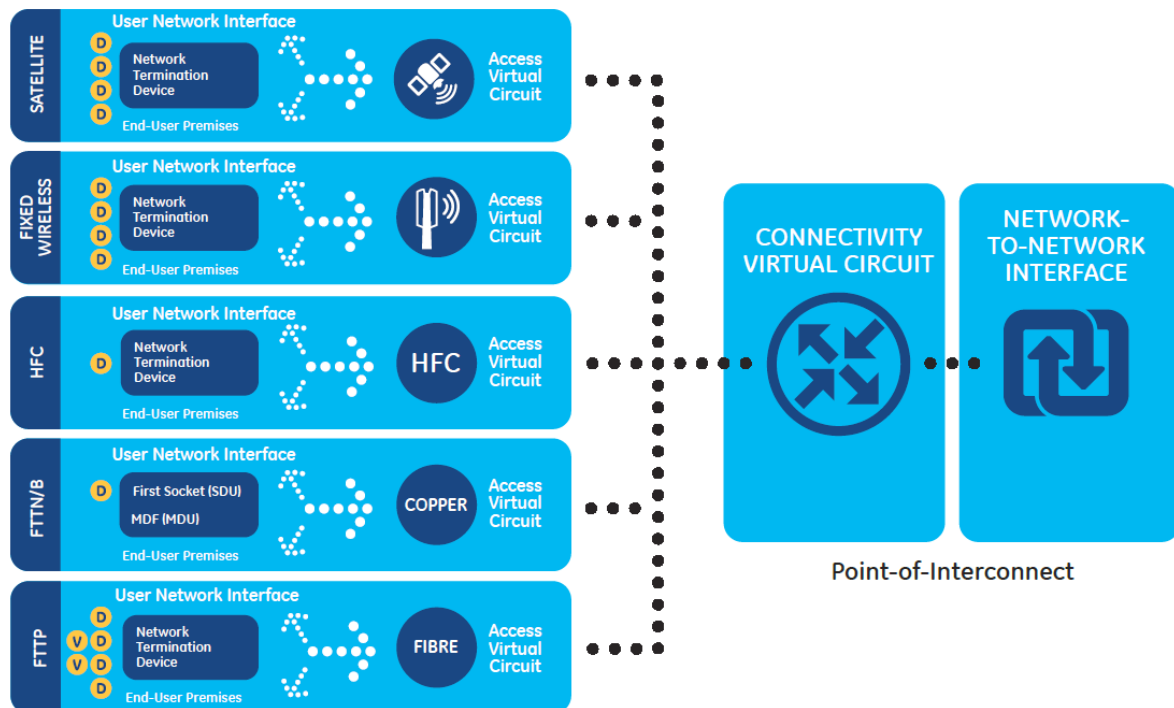 SATELLITE
User Network Interface
D
D
D
D
Network
Termination
Device
End-User Premises
Access
Virtual
Circuit
FIXED
WIRELESS
User Network Interface
D
D
D
D
Network
Termination
Device
End-User Premises
Access
Virtual
Circuit
HFC
User Network Interface
D
Network
Termination
Device
End-User Premises
HFC
Access
Virtual
Circuit
FTTN/B
User Network Interface
D
First Socket (SDU)
MDF (MDU)
End-User Premises
COPPER
Access
Virtual
Circuit
FTTP
User Network Interface
D
V D
V D
D
Network
Termination
Device
End-User Premises
FIBRE
Access
Virtual
Circuit
CONNECTIVITY
VIRTUAL CIRCUIT
NETWORK-
TO-NETWORK
INTERFACE
Point-of-Interconnect